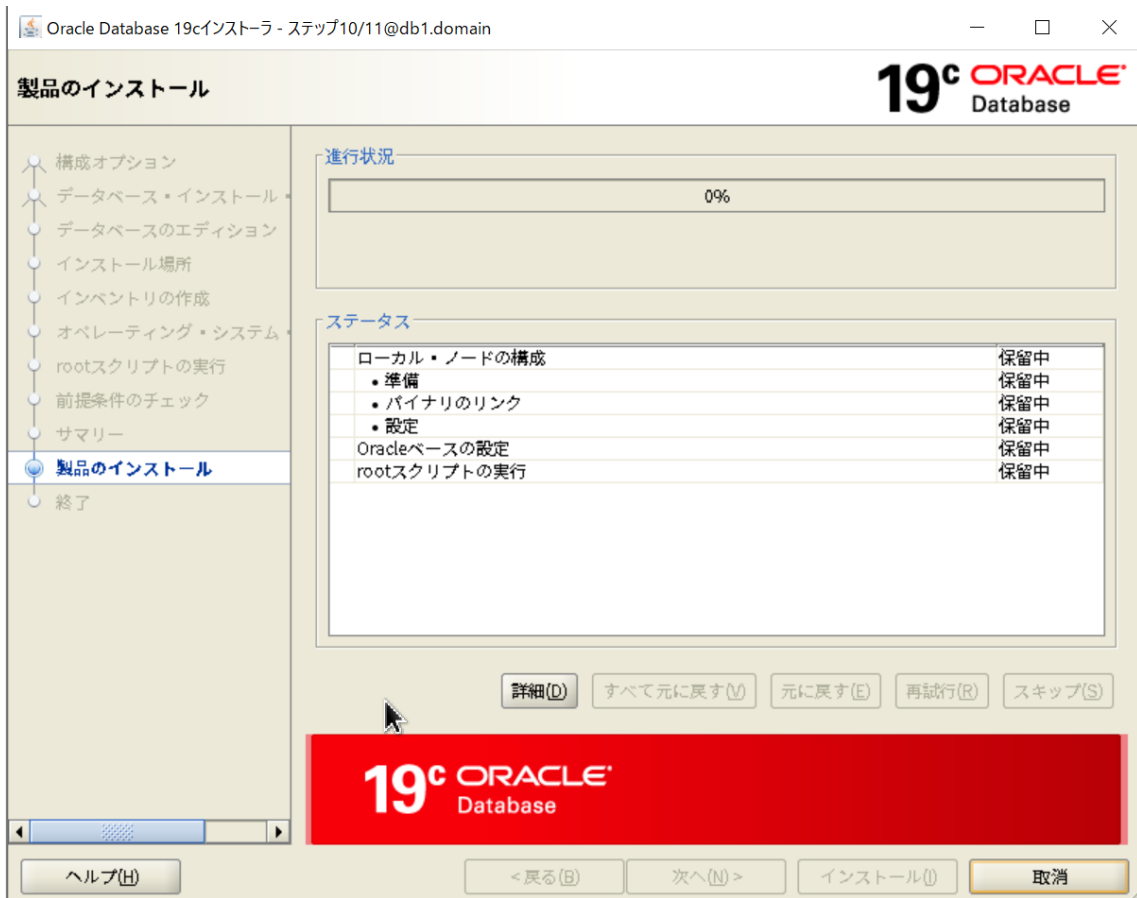 Oracle Database 19cインストーラ - ステップ10/11@db1.domain
製品のインストール
19c ORACLE
Database
構成オプション
データベース・インストール・
データベースのエディション
インストール場所
インベントリの作成
オペレーティング・システム・
rootスクリプトの実行
前提条件のチェック
サマリー
製品のインストール
終了
進行状況
0%
ステータス
ローカル・ノードの構成 保留中
• 準備 保留中
• バイナリのリンク 保留中
• 設定 保留中
Oracleベースの設定 保留中
rootスクリプトの実行 保留中
詳細(D) すべて元に戻す(V) 元に戻す(E) 再試行(R) スキップ(S)
19c ORACLE
Database
ヘルプ(H) <戻る(B) 次へ(N)> インストール(I) 取消